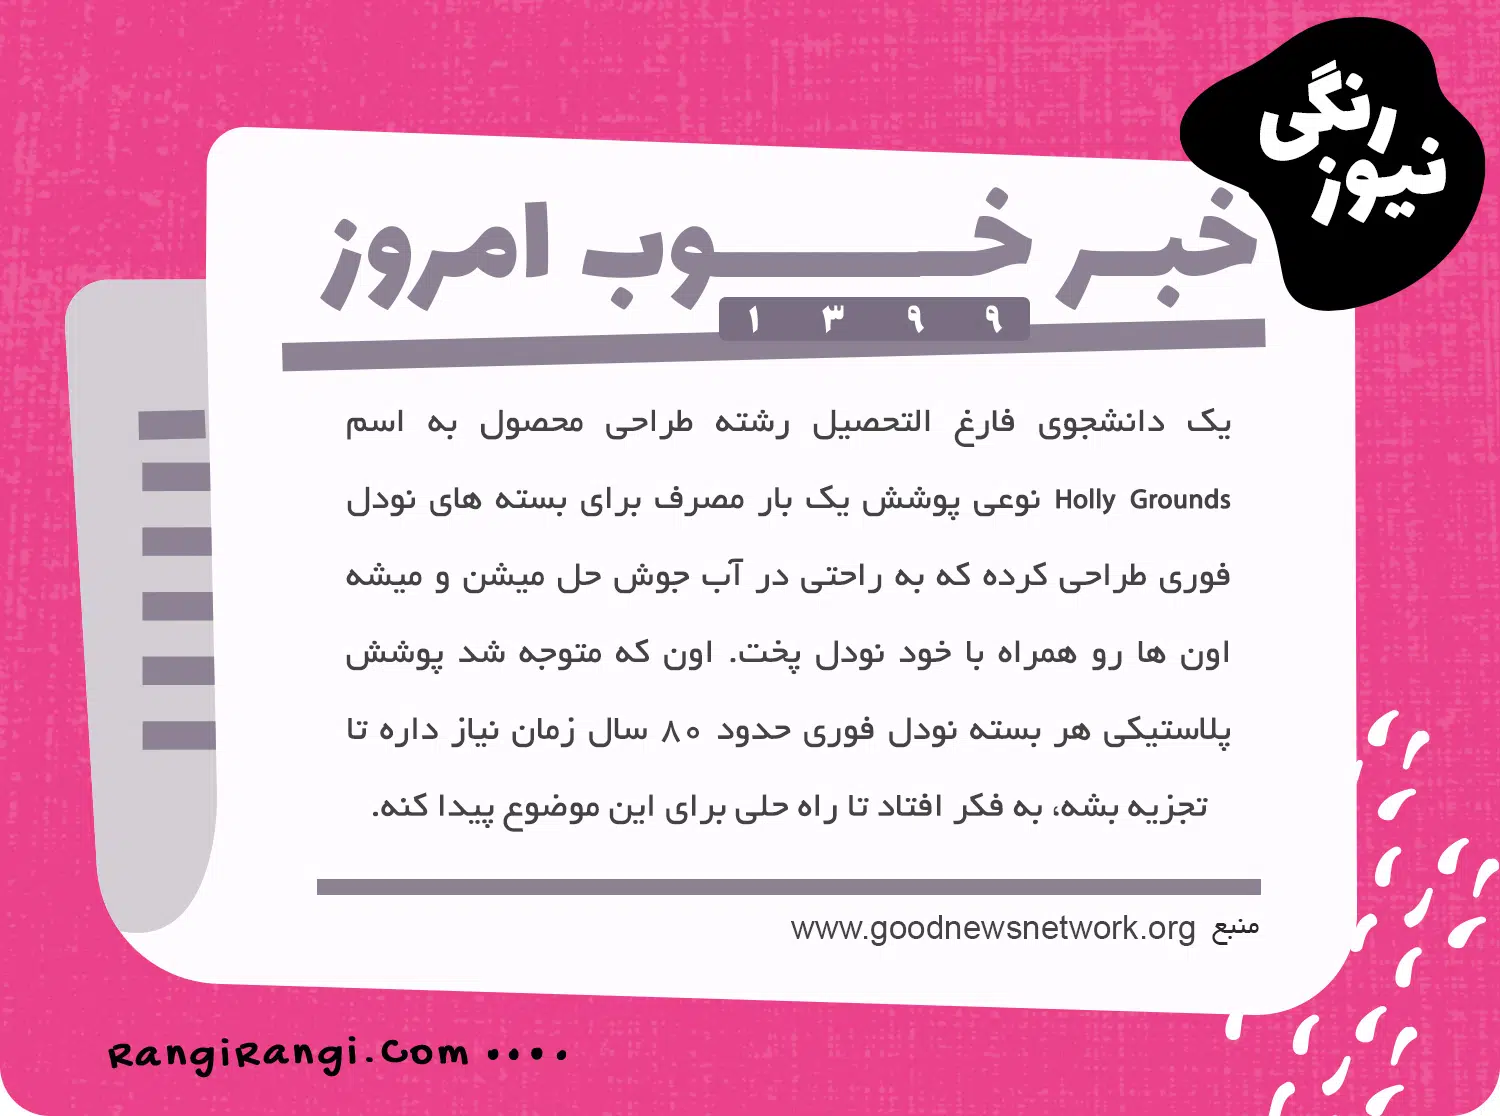 رنگی
نیوز
خبر خوب امروز
۱۳۹۹
یک دانشجوی فارغ التحصیل رشته طراحی محصول به اسم
Holly Grounds نوعی پوشش یک بار مصرف برای بسته های نودل
فوری طراحی کرده که به راحتی در آب جوش حل میشن و میشه
اون ها رو همراه با خود نودل پخت. اون که متوجه شد پوشش
پلاستیکی هر بسته نودل فوری حدود ۸۰ سال زمان نیاز داره تا
تجزیه بشه، به فکر افتاد تا راه حلی برای این موضوع پیدا کنه.
منبع www.goodnewsnetwork.org
RangiRangi.Com ••••